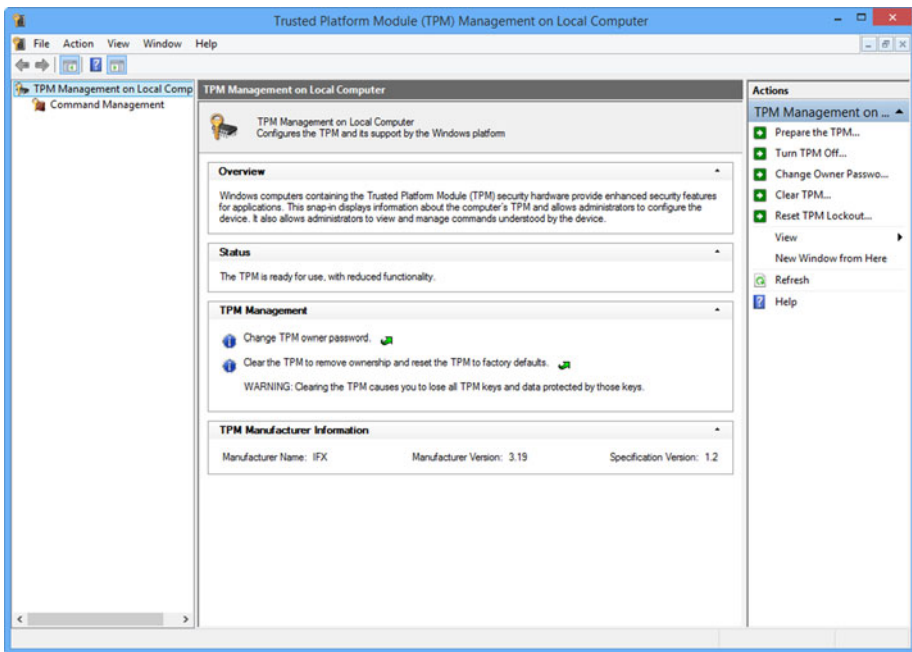 Trusted Platform Module (TPM) Management on Local Computer
File Action View Window Help
TPM Management on Local Comp
Command Management
TPM Management on Local Computer
TPM Management on Local Computer
Configures the TPM and its support by the Windows platform
Overview
Windows computers containing the Trusted Platform Module (TPM) security hardware provide enhanced security features
for applications. This snap-in displays information about the computer's TPM and allows administrators to configure the
device. It also allows administrators to view and manage commands understood by the device.
Status
The TPM is ready for use, with reduced functionality.
TPM Management
Change TPM owner password.
Clear the TPM to remove ownership and reset the TPM to factory defaults.
WARNING: Clearing the TPM causes you to lose all TPM keys and data protected by those keys.
TPM Manufacturer Information
Manufacturer Name: IFX Manufacturer Version: 3.19 Specification Version: 1.2
Actions
TPM Management on ...
Prepare the TPM...
Turn TPM Off...
Change Owner Passwo...
Clear TPM...
Reset TPM Lockout...
View
New Window from Here
Refresh
Help